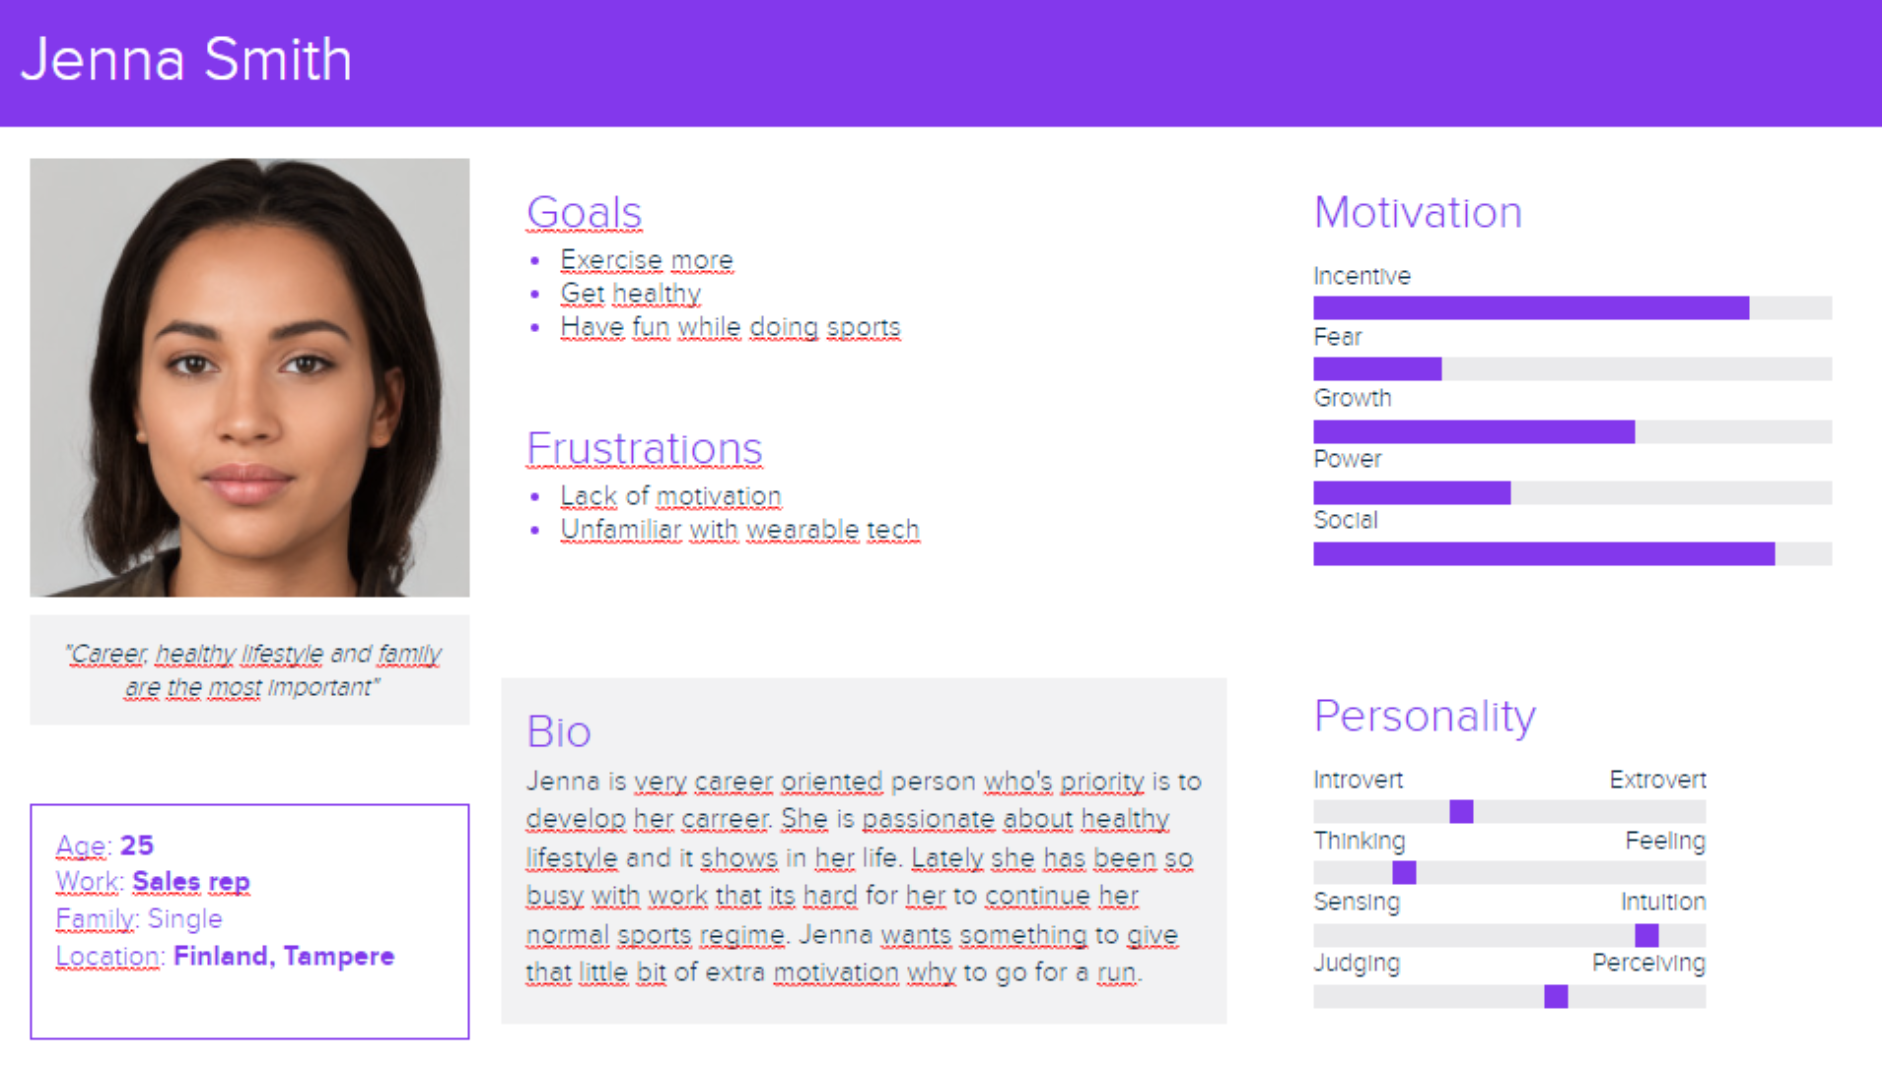 Jenna Smith
"Career, healthy lifestyle and family
are the most important"
Age: 25
Work: Sales rep
Family: Single
Location: Finland, Tampere
Goals
• Exercise more
• Get healthy
• Have fun while doing sports
Frustrations
• Lack of motivation
• Unfamiliar with wearable tech
Bio
Jenna is very career oriented person who's priority is to
develop her carreer. She is passionate about healthy
lifestyle and it shows in her life. Lately she has been so
busy with work that its hard for her to continue her
normal sports regime. Jenna wants something to give
that little bit of extra motivation why to go for a run.
Motivation
Incentive
Fear
Growth
Power
Social
Personality
Introvert Extrovert
Thinking Feeling
Sensing Intuition
Judging Perceiving